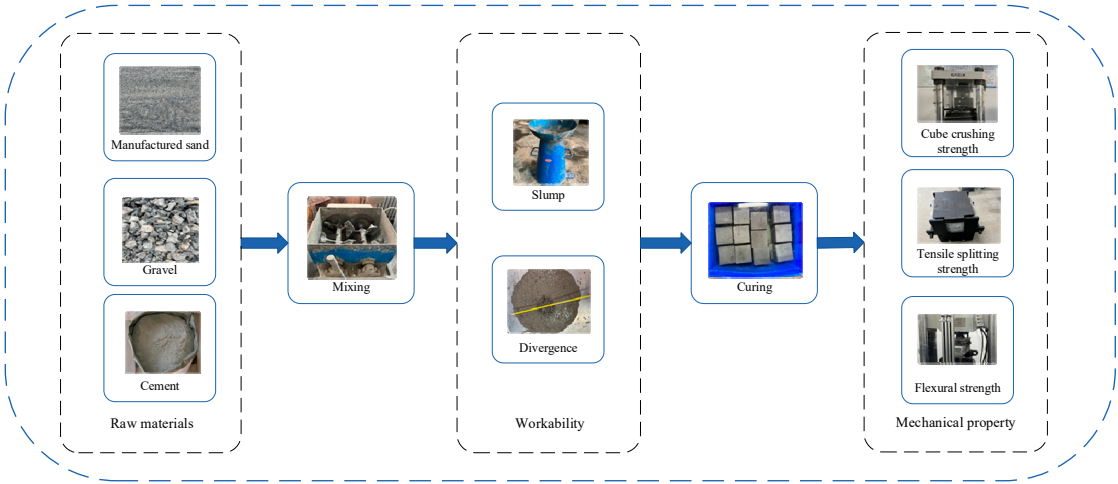 Manufactured sand
Gravel
Cement
Raw materials
Mixing
Slump
Divergence
Workability
Curing
Cube crushing
strength
Tensile splitting
strength
Flexural strength
Mechanical property